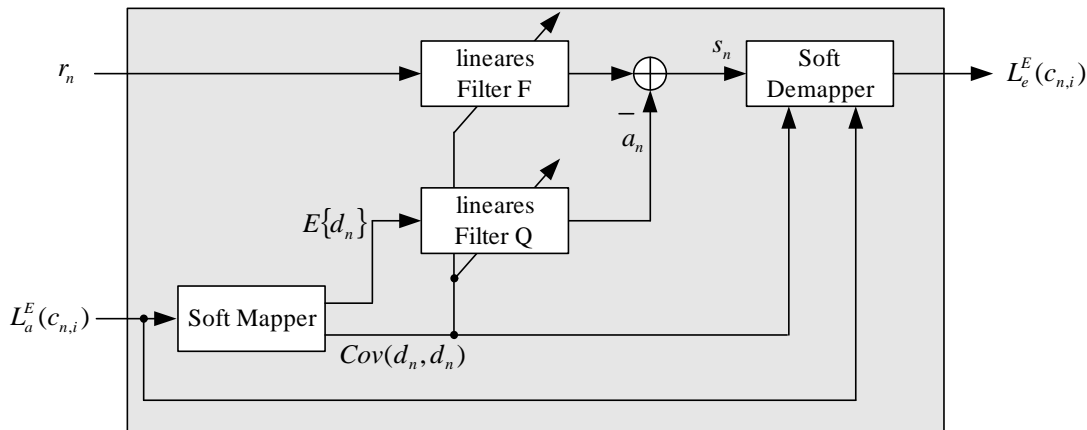 r_n
lineares
Filter F
s_n
Soft
Demapper
L_e^E(c_{n,i})
–
a_n
lineares
Filter Q
E{d_n}
L_a^E(c_{n,i})
Soft Mapper
Cov(d_n, d_n)